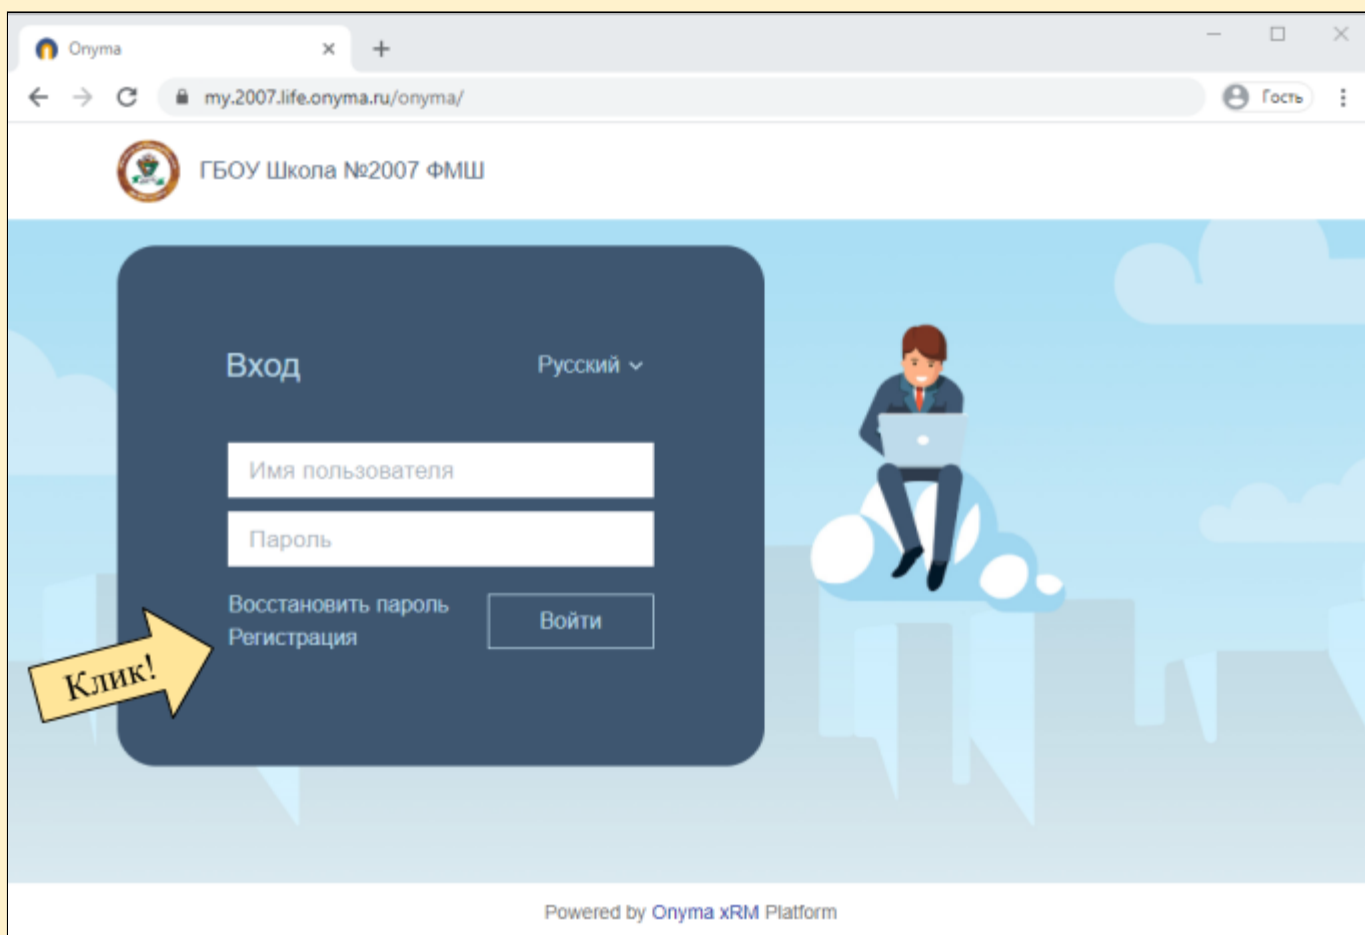 Onyma
my.2007.life.onyma.ru/onyma/
Гость
ГБОУ Школа №2007 ФМШ
Вход
Русский
Имя пользователя
Пароль
Восстановить пароль
Регистрация
Войти
Клик!
Powered by Onyma xRM Platform